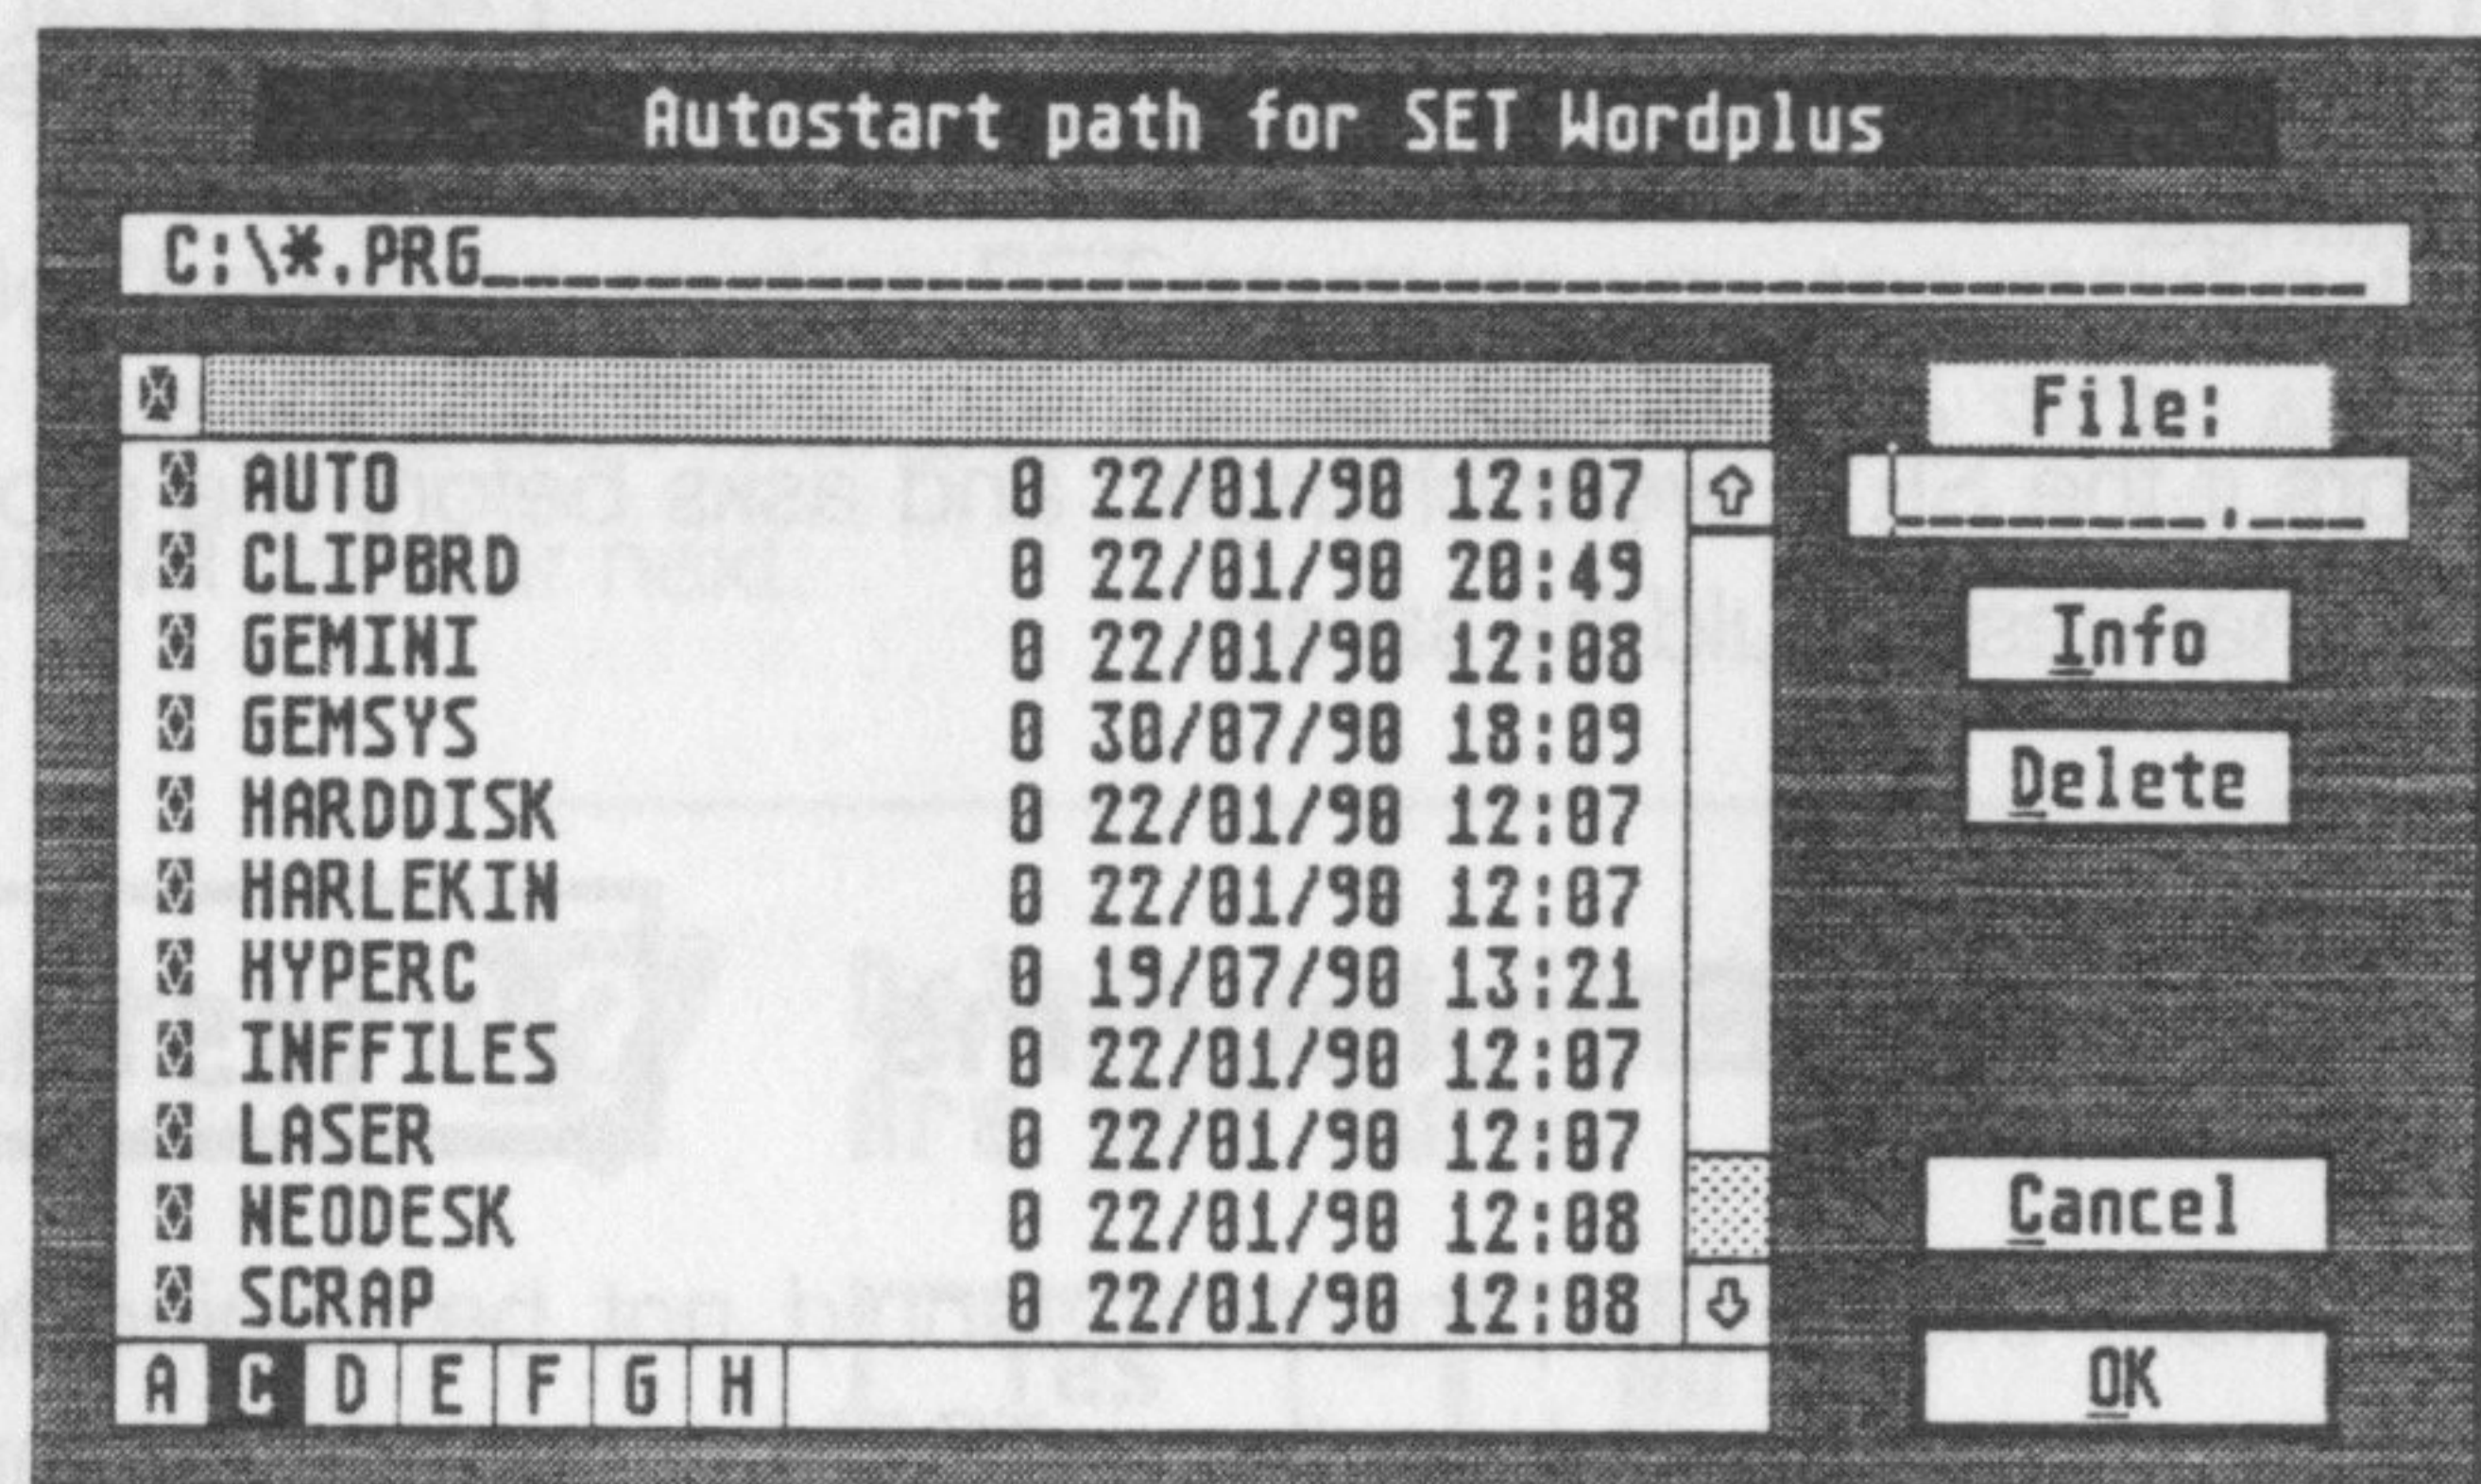 Autostart path for SET Wordplus
C:\*.PRG
File:
AUTO 0 22/01/90 12:07
CLIPBRD 0 22/01/90 20:49
GEMINI 0 22/01/90 12:08
GEMSYS 0 30/07/90 18:09
HARDDISK 0 22/01/90 12:07
HARLEKIN 0 22/01/90 12:07
HYPERC 0 19/07/90 13:21
INFFILES 0 22/01/90 12:07
LASER 0 22/01/90 12:07
NEODESK 0 22/01/90 12:08
SCRAP 0 22/01/90 12:08
Info
Delete
Cancel
OK
A C D E F G H